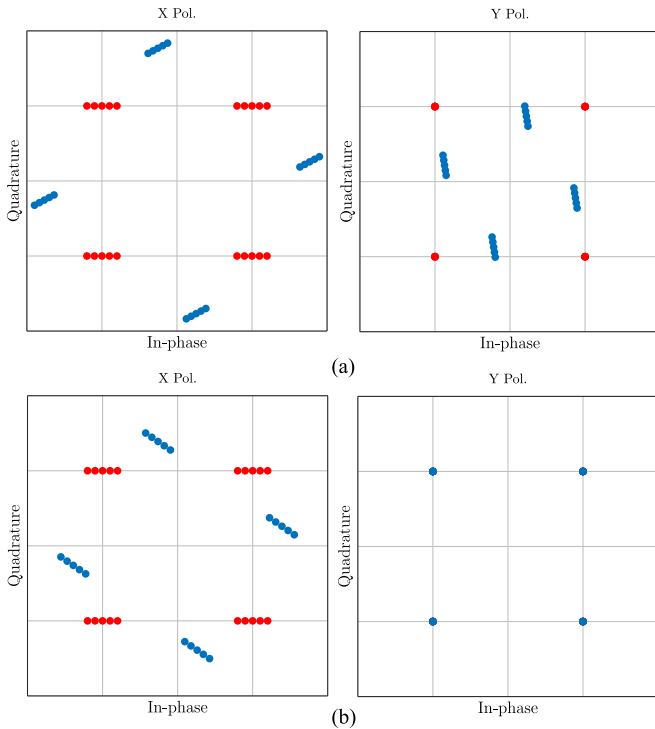 X Pol.
Y Pol.
Quadrature
Quadrature
In-phase
In-phase
(a)
X Pol.
Y Pol.
Quadrature
Quadrature
In-phase
In-phase
(b)